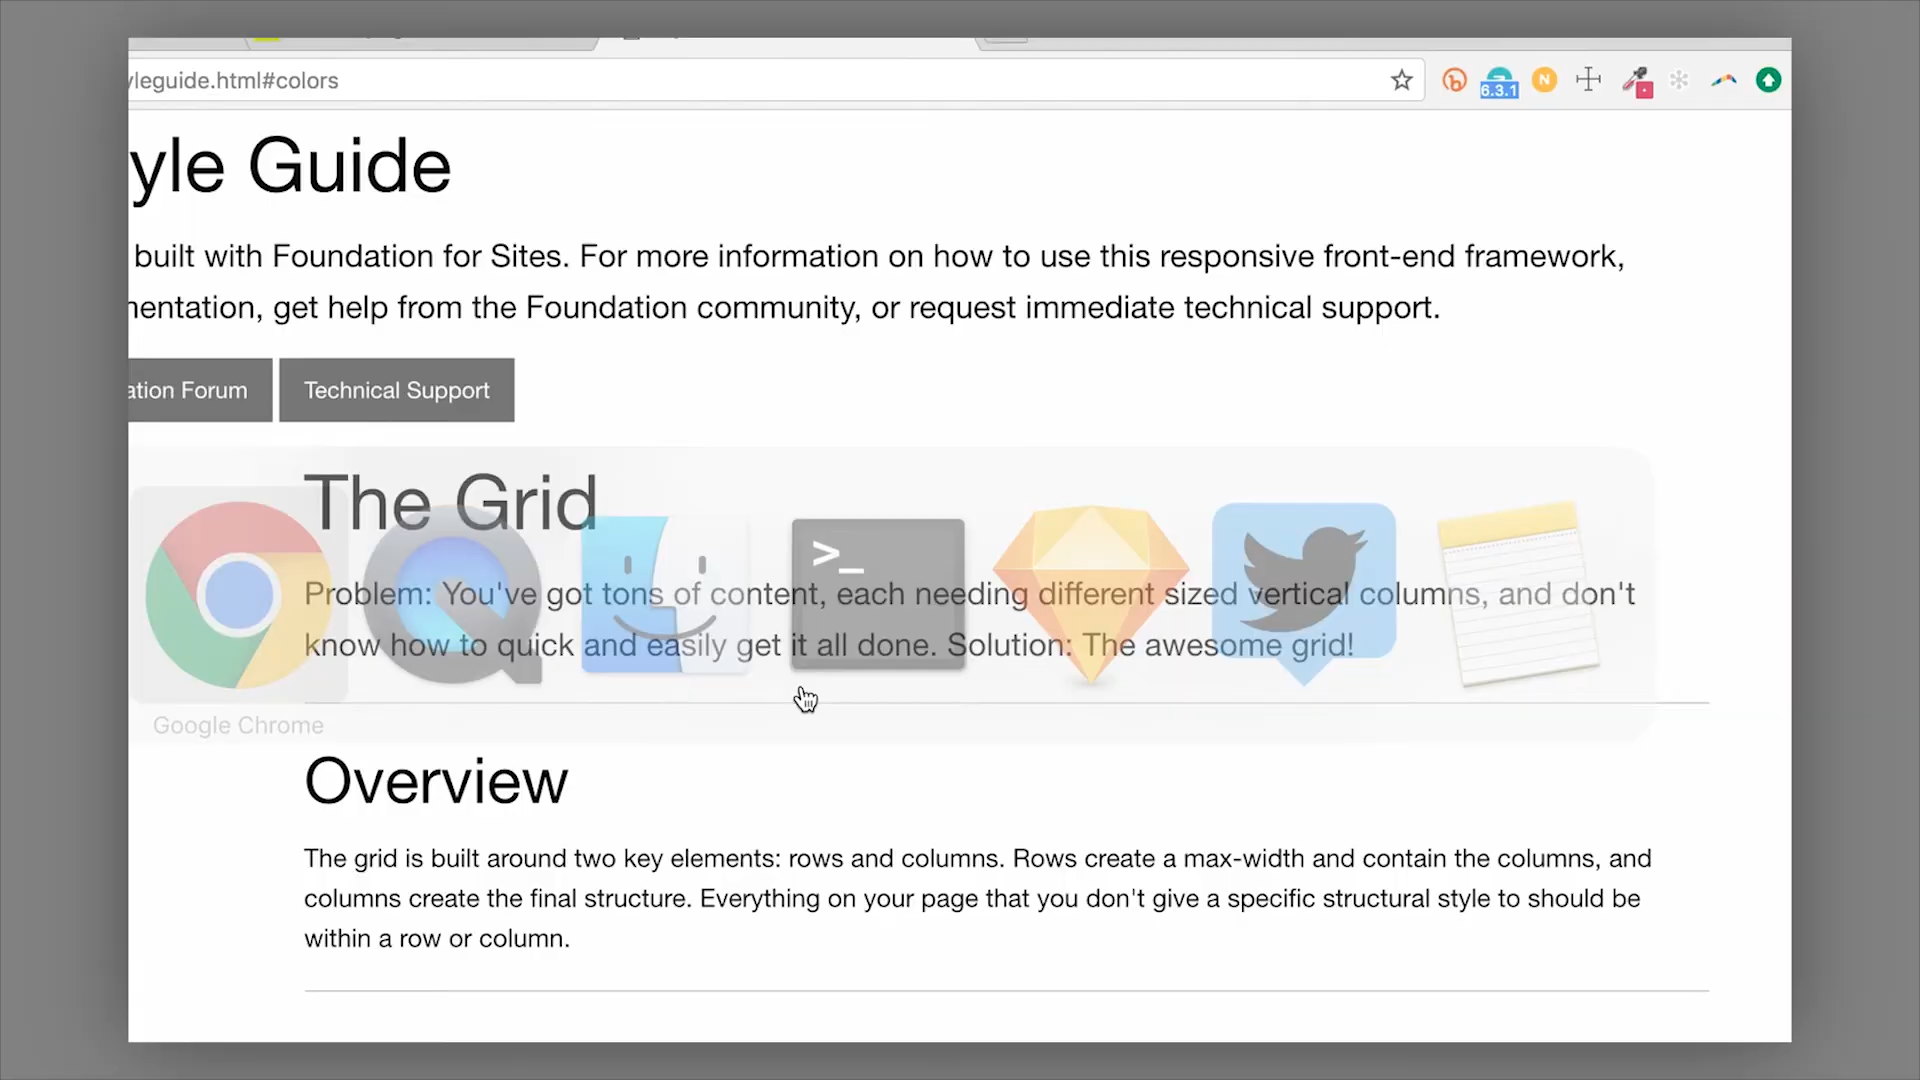 yleguide.html#colors
6.3.1
N
yle Guide
built with Foundation for Sites. For more information on how to use this responsive front-end framework,
mentation, get help from the Foundation community, or request immediate technical support.
ation Forum
Technical Support
The Grid
>_
Problem: You've got tons of content, each needing different sized vertical columns, and don't
know how to quick and easily get it all done. Solution: The awesome grid!
Google Chrome
Overview
The grid is built around two key elements: rows and columns. Rows create a max-width and contain the columns, and
columns create the final structure. Everything on your page that you don't give a specific structural style to should be
within a row or column.